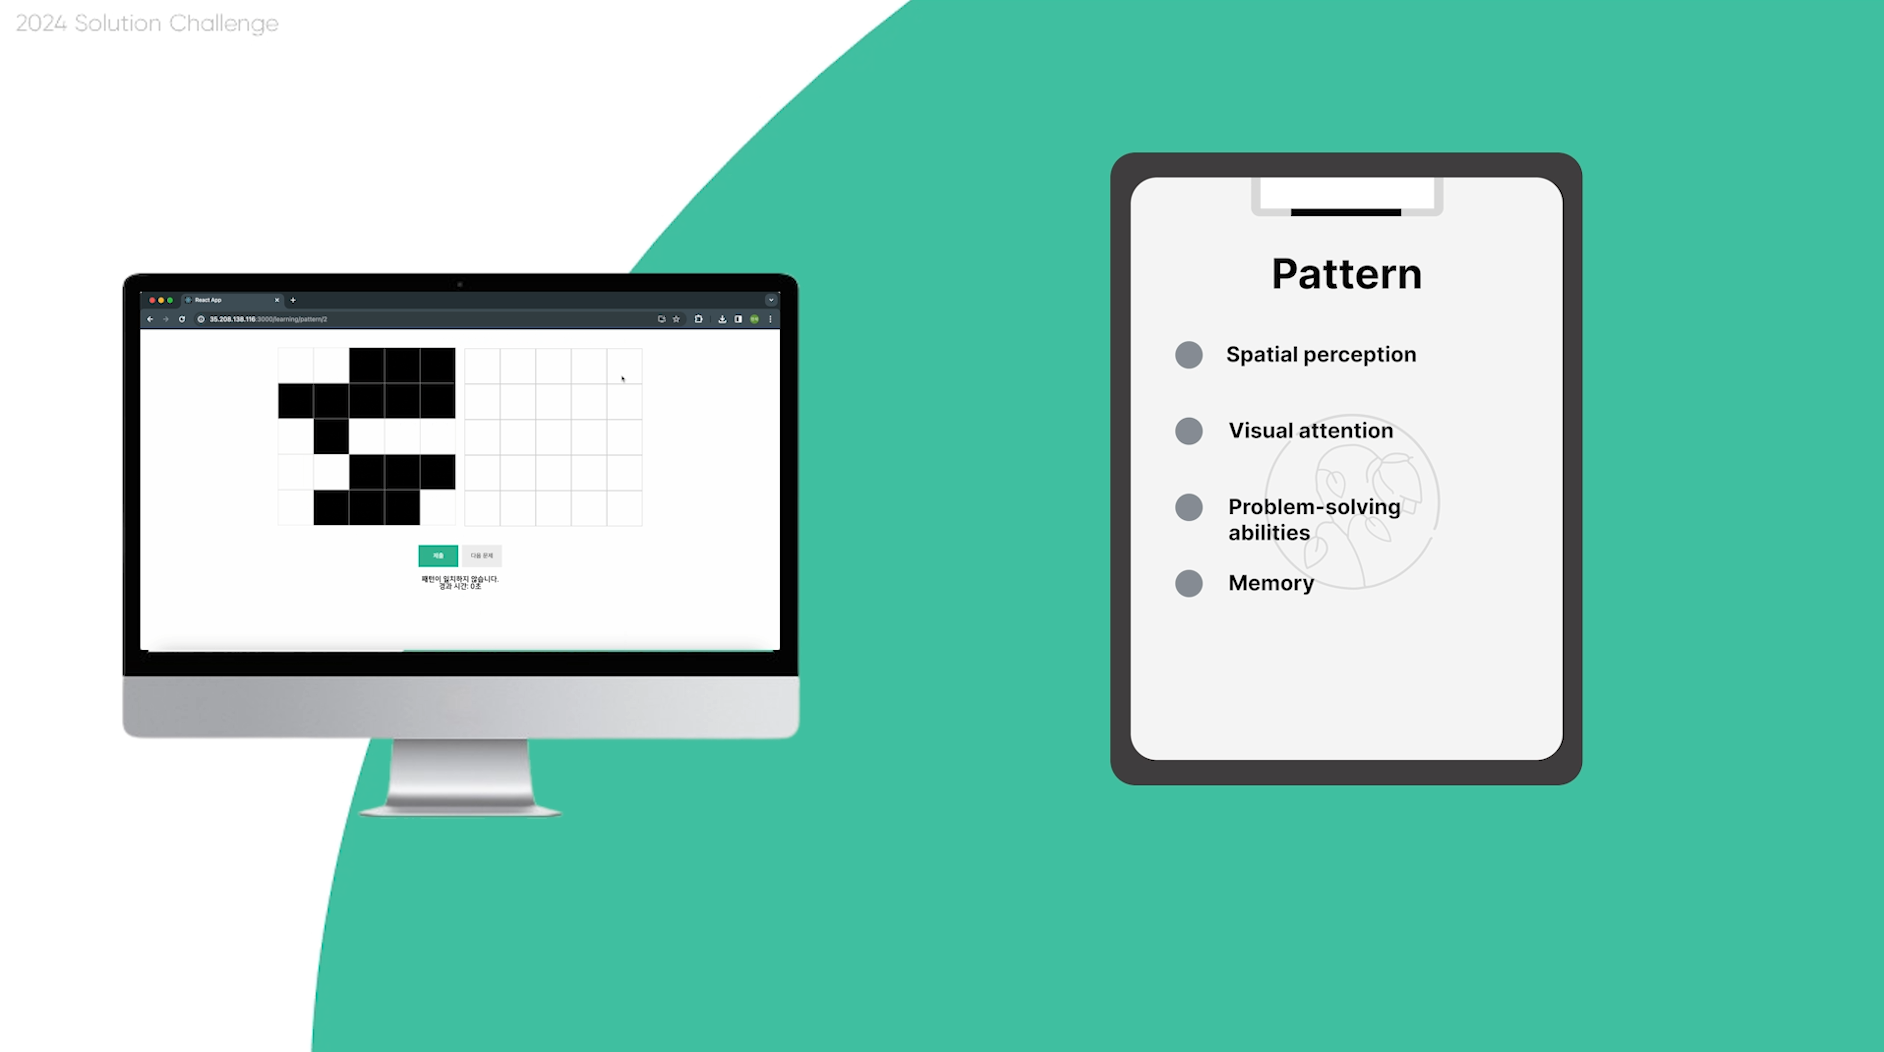 2024 Solution Challenge
React App
35.208.138.116:3000/learning/pattern/2
제출
다음 문제
패턴이 일치하지 않습니다.
경과 시간: 0초
Pattern
Spatial perception
Visual attention
Problem-solving
abilities
Memory